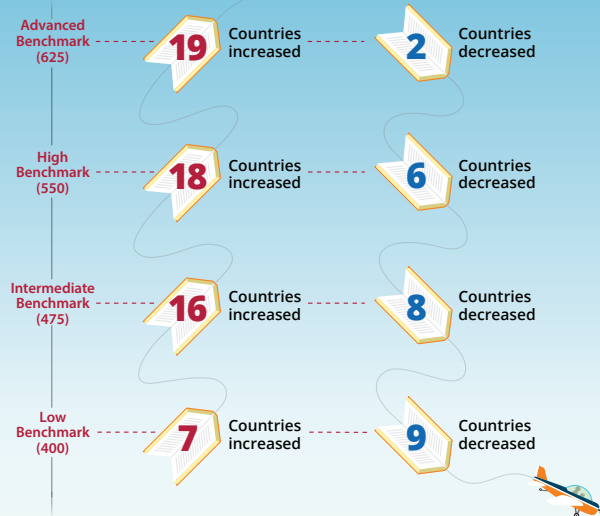 Advanced
Benchmark
(625)
19
Countries
increased
2
Countries
decreased
High
Benchmark
(550)
18
Countries
increased
6
Countries
decreased
Intermediate
Benchmark
(475)
16
Countries
increased
8
Countries
decreased
Low
Benchmark
(400)
7
Countries
increased
9
Countries
decreased